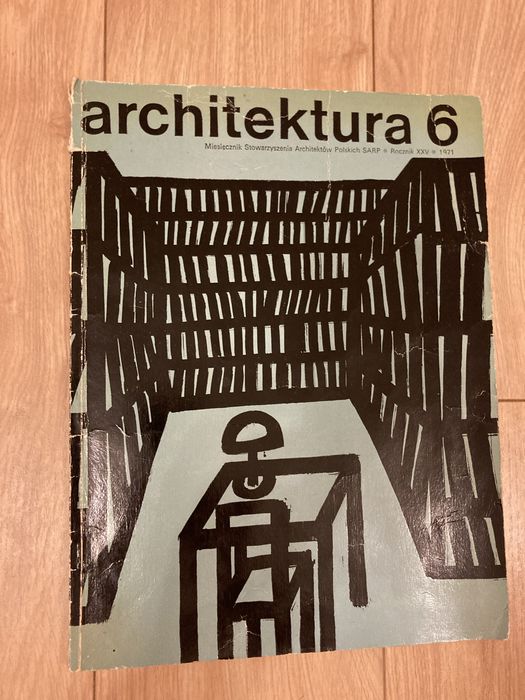 architektura 6
Miesięcznik Stowarzyszenia Architektów Polskich SARP • Rocznik XXV • 1971